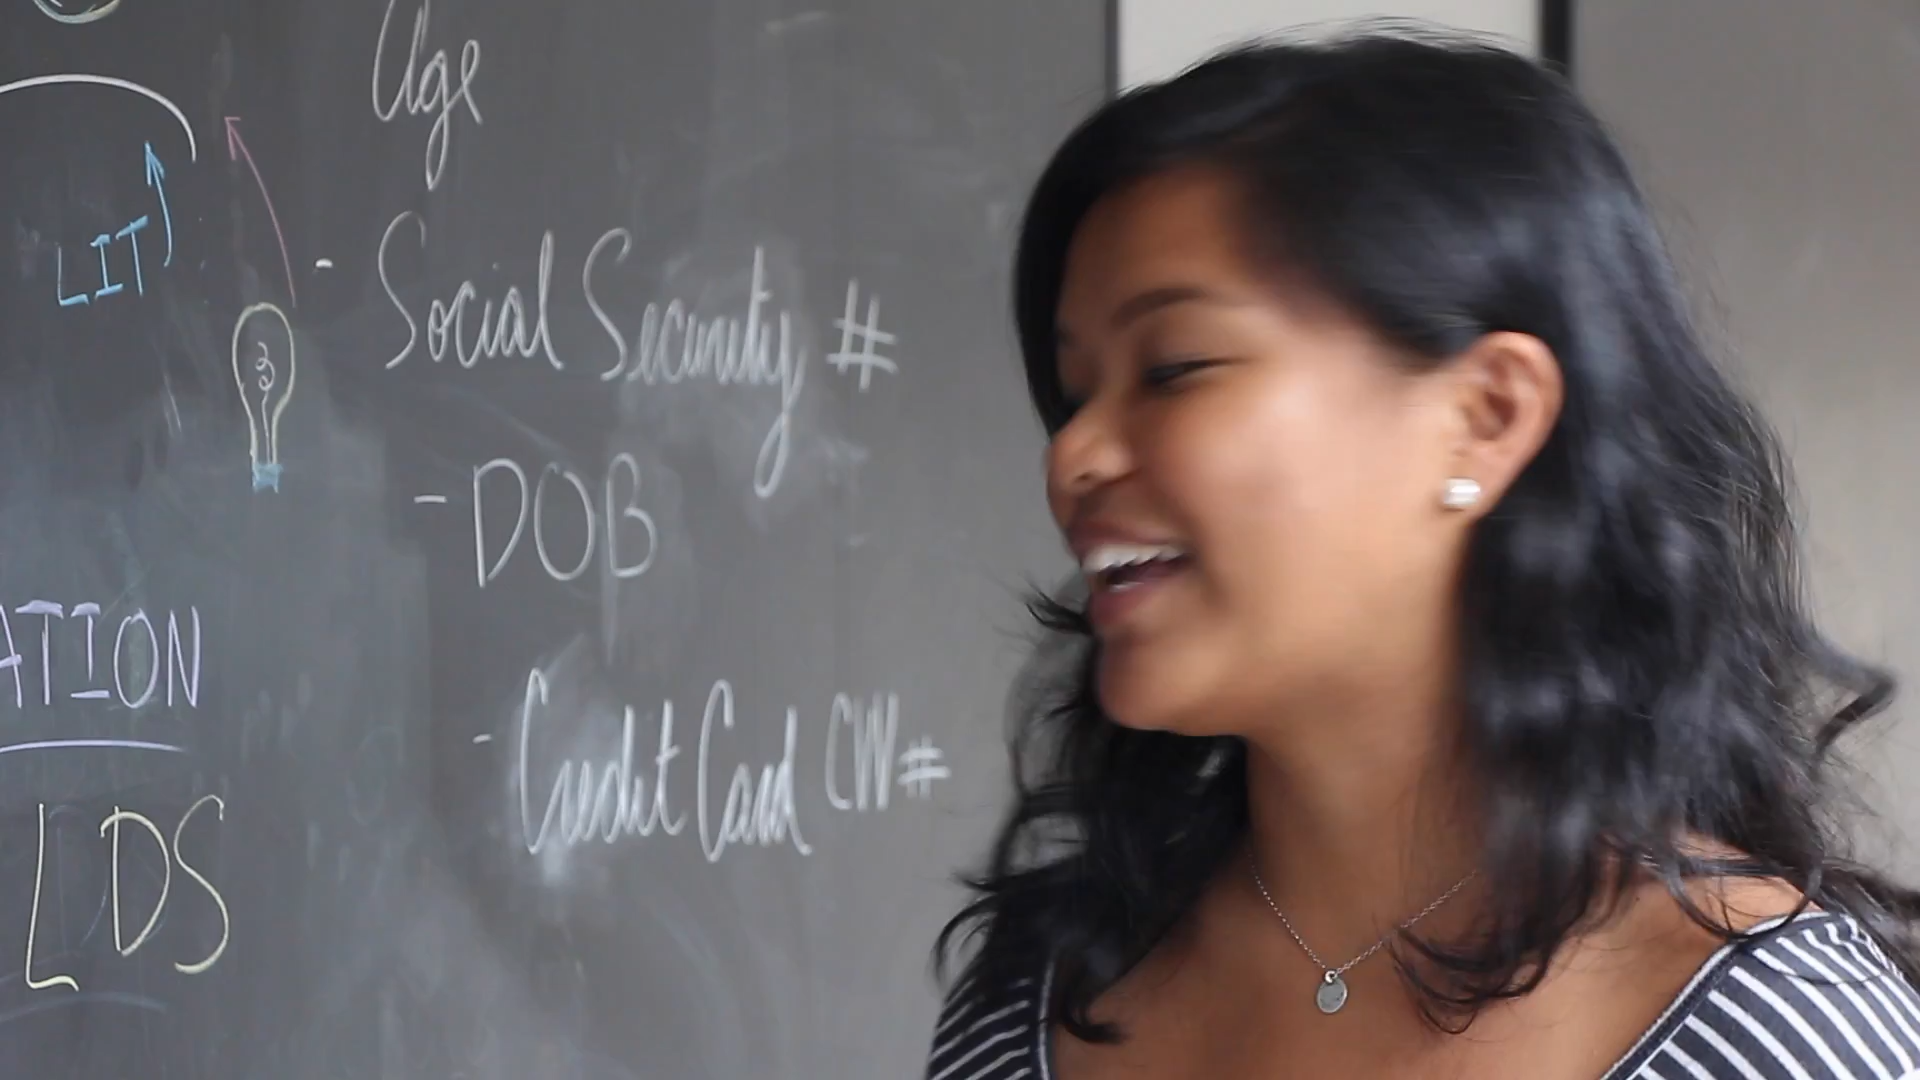 Age
LIT
- Social Security #
- DOB
- Credit Card CVV#
ATION
LDS